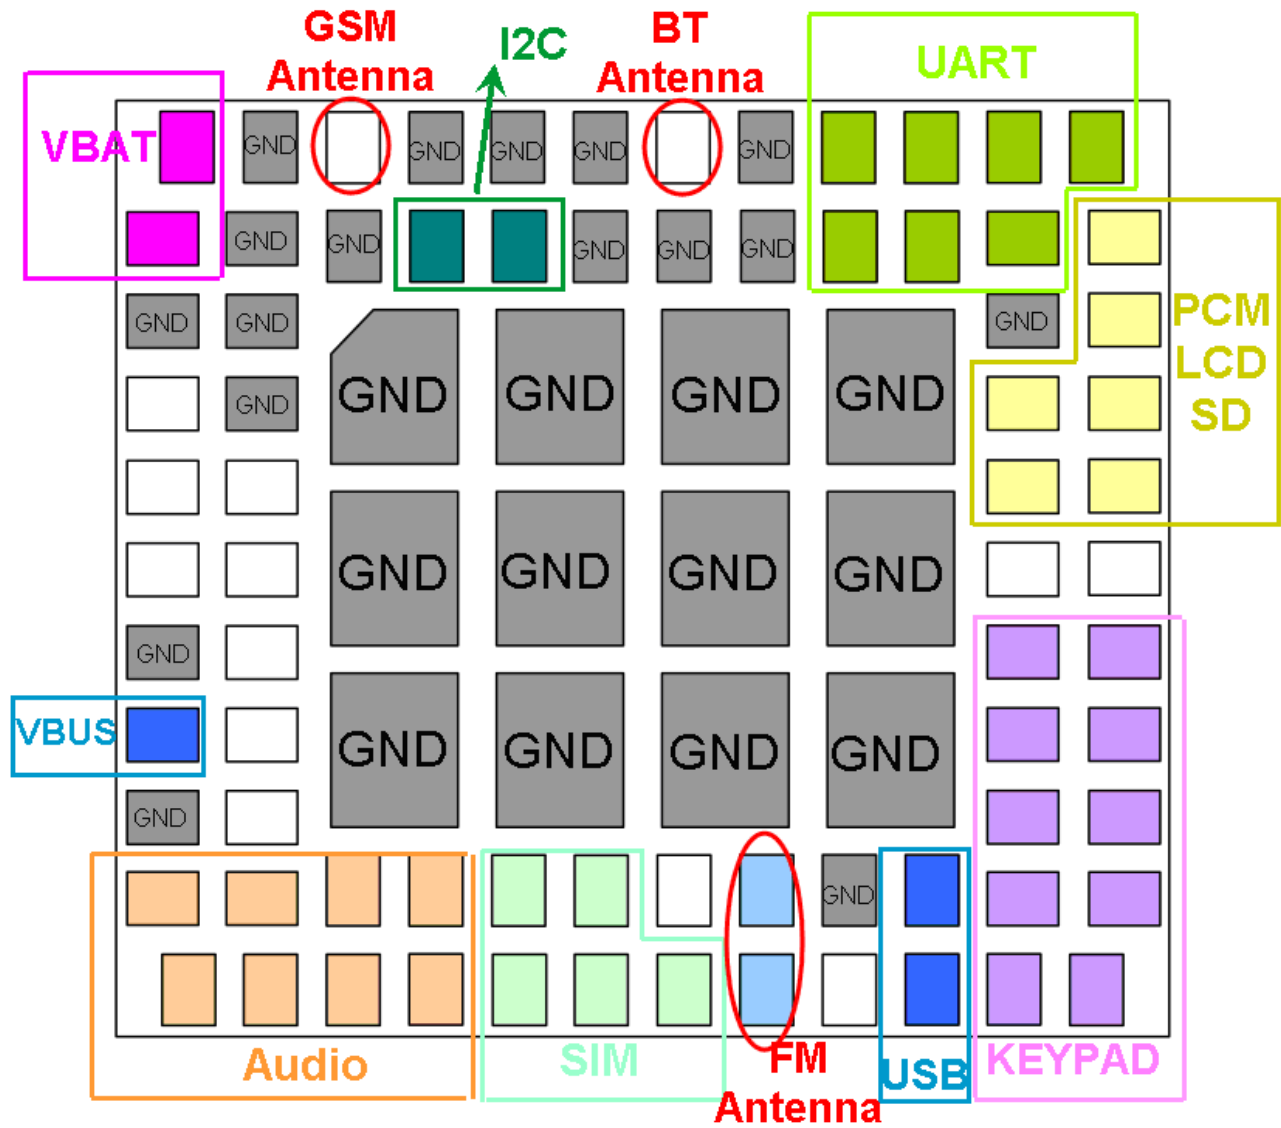 GSM
Antenna
I2C
BT
Antenna
UART
VBAT
GND
GND
GND
GND
GND
GND
GND
GND
GND
GND
GND
GND
GND
GND
PCM
LCD
SD
GND
GND
GND
GND
GND
GND
GND
GND
GND
GND
VBUS
GND
GND
GND
GND
GND
GND
Audio
SIM
FM
Antenna
USB
KEYPAD